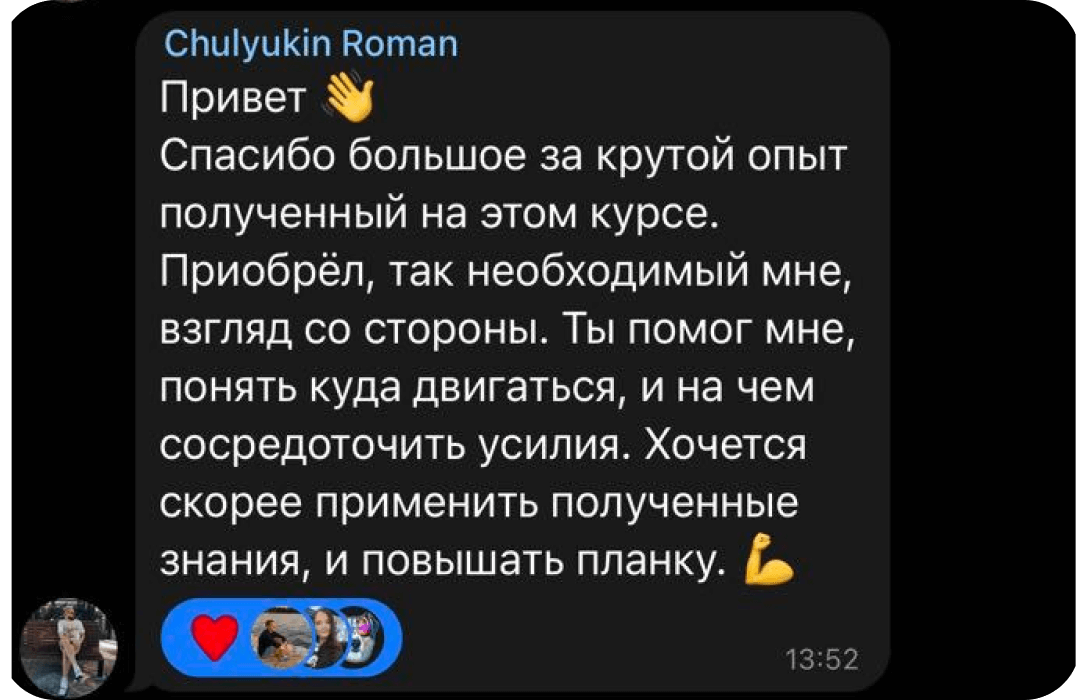 Chulyukin Roman
Привет 👋
Спасибо большое за крутой опыт
полученный на этом курсе.
Приобрёл, так необходимый мне,
взгляд со стороны. Ты помог мне,
понять куда двигаться, и на чем
сосредоточить усилия. Хочется
скорее применить полученные
знания, и повышать планку. 💪
13:52